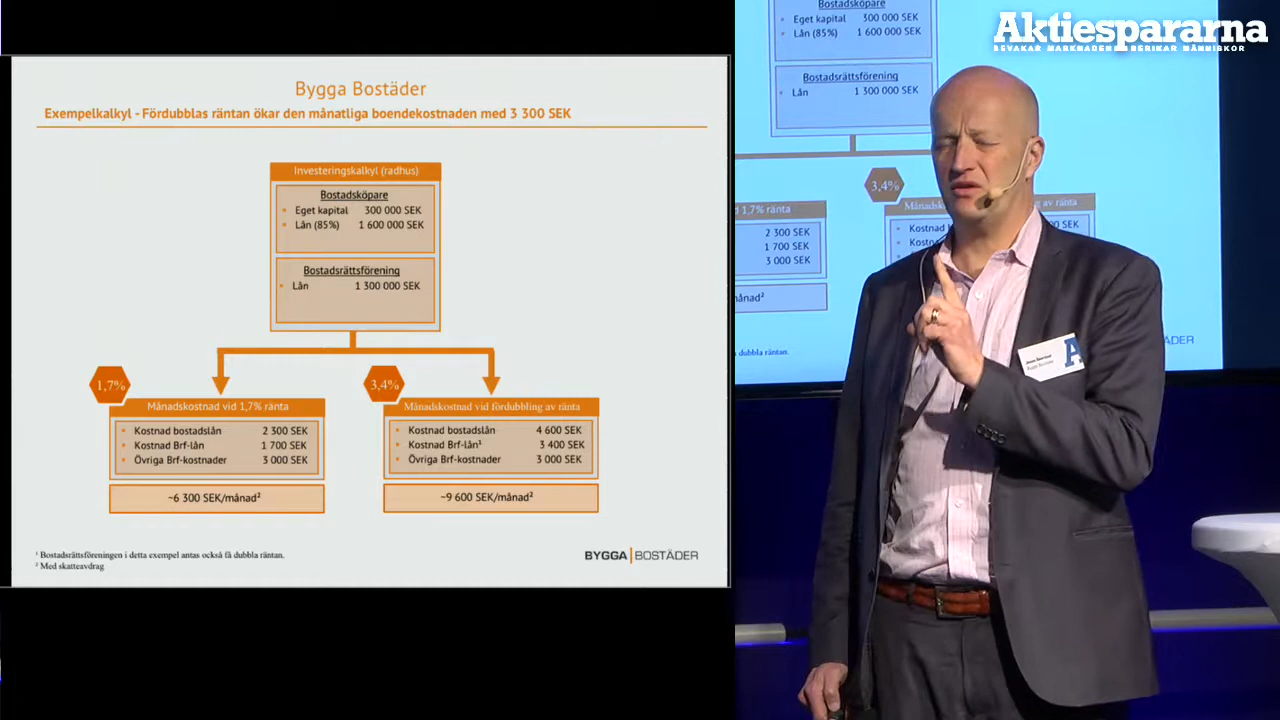 Bygga Bostäder
Exempelkalkyl - Fördubblas räntan ökar den månatliga boendekostnaden med 3 300 SEK
Investeringskalkyl (radhus)
Bostadsköpare
▪ Eget kapital 300 000 SEK
▪ Lån (85%) 1 600 000 SEK
Bostadsrättsförening
▪ Lån 1 300 000 SEK
1,7%
Månadskostnad vid 1,7% ränta
▪ Kostnad bostadslån 2 300 SEK
▪ Kostnad Brf-lån 1 700 SEK
▪ Övriga Brf-kostnader 3 000 SEK
~6 300 SEK/månad²
3,4%
Månadskostnad vid fördubbling av ränta
▪ Kostnad bostadslån 4 600 SEK
▪ Kostnad Brf-lån¹ 3 400 SEK
▪ Övriga Brf-kostnader 3 000 SEK
~9 600 SEK/månad²
¹ Bostadsrättsföreningen i detta exempel antas också få dubbla räntan.
² Med skatteavdrag
BYGGA|BOSTÄDER
Aktiespararna
BEVAKAR MARKNADEN BERIKAR MÄNNISKOR
Bostadsköpare
▪ Eget kapital 300 000 SEK
▪ Lån (85%) 1 600 000 SEK
Bostadsrättsförening
▪ Lån 1 300 000 SEK
3,4%
d 1,7% ränta
2 300 SEK
1 700 SEK
3 000 SEK
månad²
Månadsk
av ränta
▪ Kostnad
▪ Kostn
00 SEK
å dubbla räntan.
DER
A